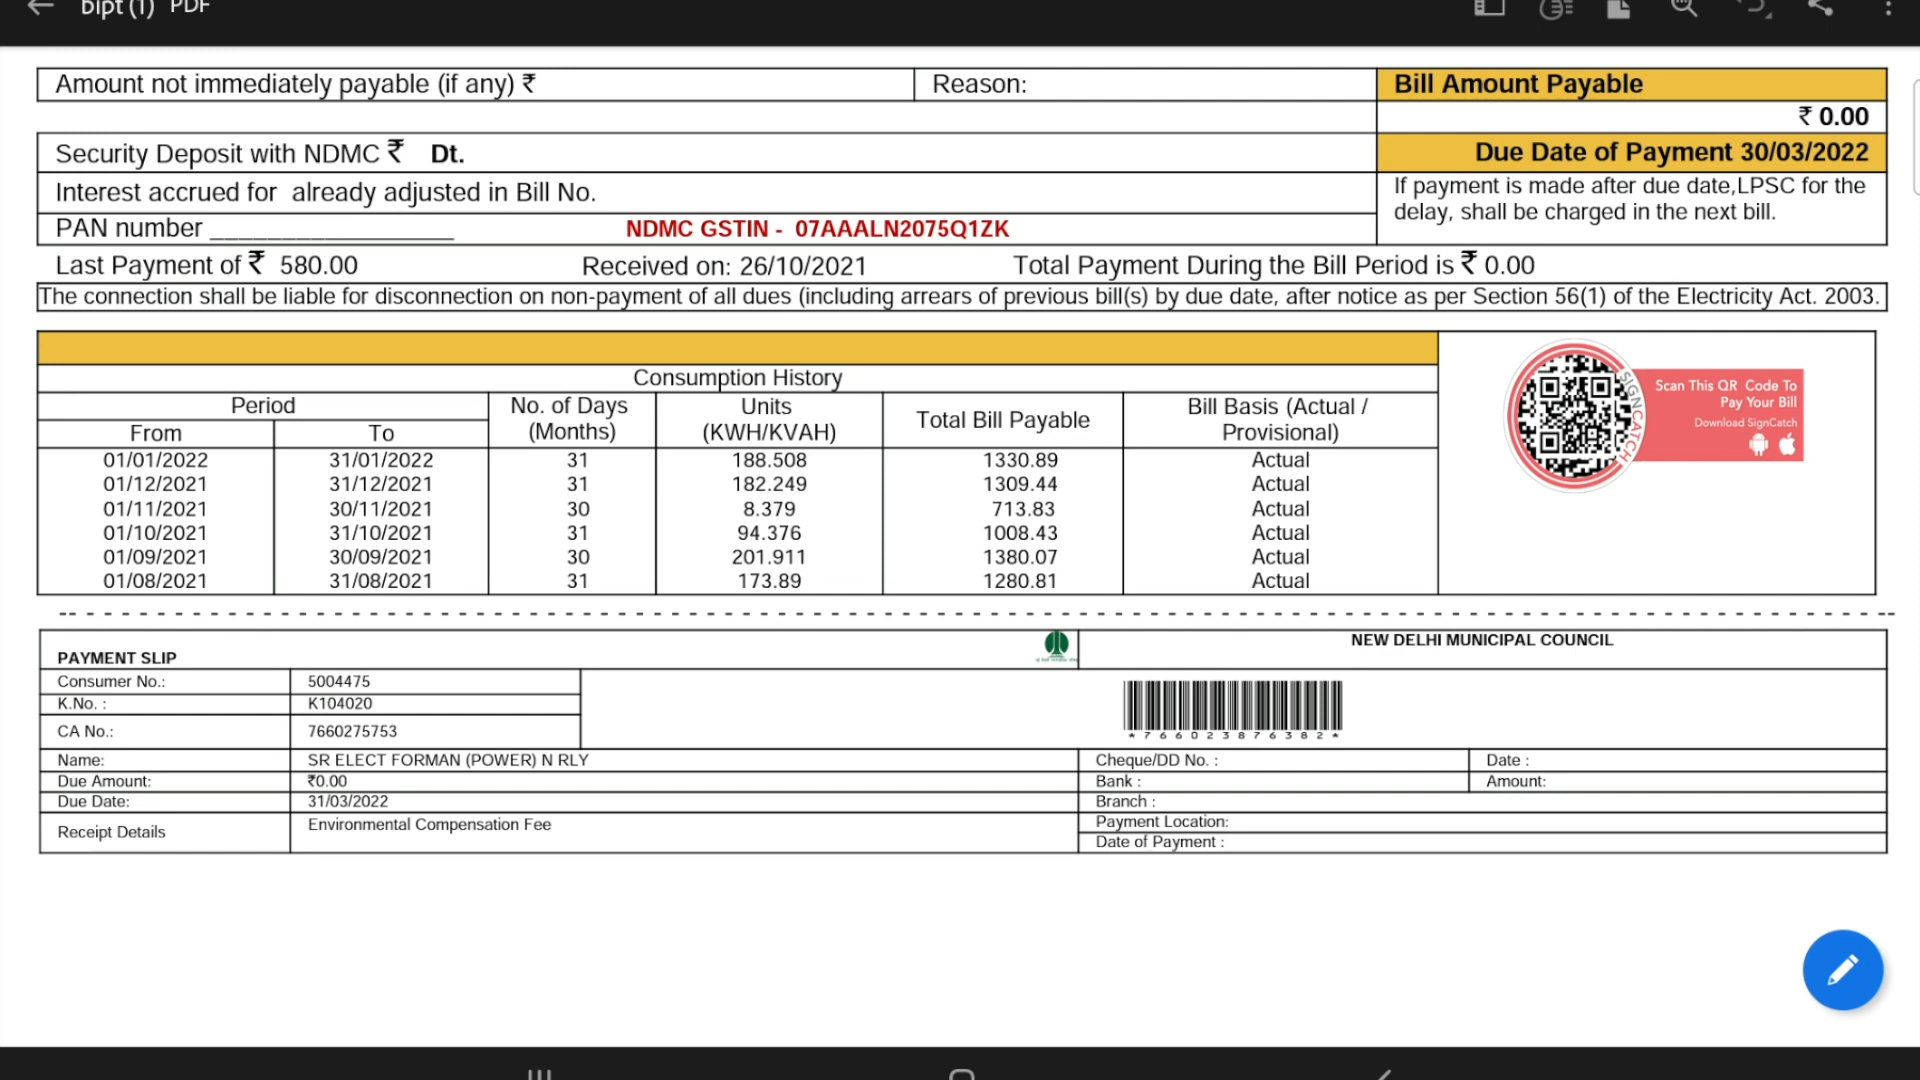 bipt (1) PDF
Amount not immediately payable (if any) ₹ Reason: Bill Amount Payable
₹ 0.00
Security Deposit with NDMC ₹ Dt. Due Date of Payment 30/03/2022
Interest accrued for already adjusted in Bill No. If payment is made after due date,LPSC for the
delay, shall be charged in the next bill.
PAN number _________________ NDMC GSTIN - 07AAALN2075Q1ZK
Last Payment of ₹ 580.00 Received on: 26/10/2021 Total Payment During the Bill Period is ₹ 0.00
The connection shall be liable for disconnection on non-payment of all dues (including arrears of previous bill(s) by due date, after notice as per Section 56(1) of the Electricity Act. 2003.
Consumption History
Period No. of Days (Months) Units (KWH/KVAH) Total Bill Payable Bill Basis (Actual / Provisional)
From To
01/01/2022 31/01/2022 31 188.508 1330.89 Actual
01/12/2021 31/12/2021 31 182.249 1309.44 Actual
01/11/2021 30/11/2021 30 8.379 713.83 Actual
01/10/2021 31/10/2021 31 94.376 1008.43 Actual
01/09/2021 30/09/2021 30 201.911 1380.07 Actual
01/08/2021 31/08/2021 31 173.89 1280.81 Actual
SIGNCATCH
Scan This QR Code To
Pay Your Bill
Download SignCatch
PAYMENT SLIP NEW DELHI MUNICIPAL COUNCIL
Consumer No.: 5004475
K.No. : K104020
CA No.: 7660275753
*766023876382*
Name: SR ELECT FORMAN (POWER) N RLY Cheque/DD No. : Date :
Due Amount: ₹0.00 Bank : Amount:
Due Date: 31/03/2022 Branch :
Receipt Details Environmental Compensation Fee Payment Location:
Date of Payment :